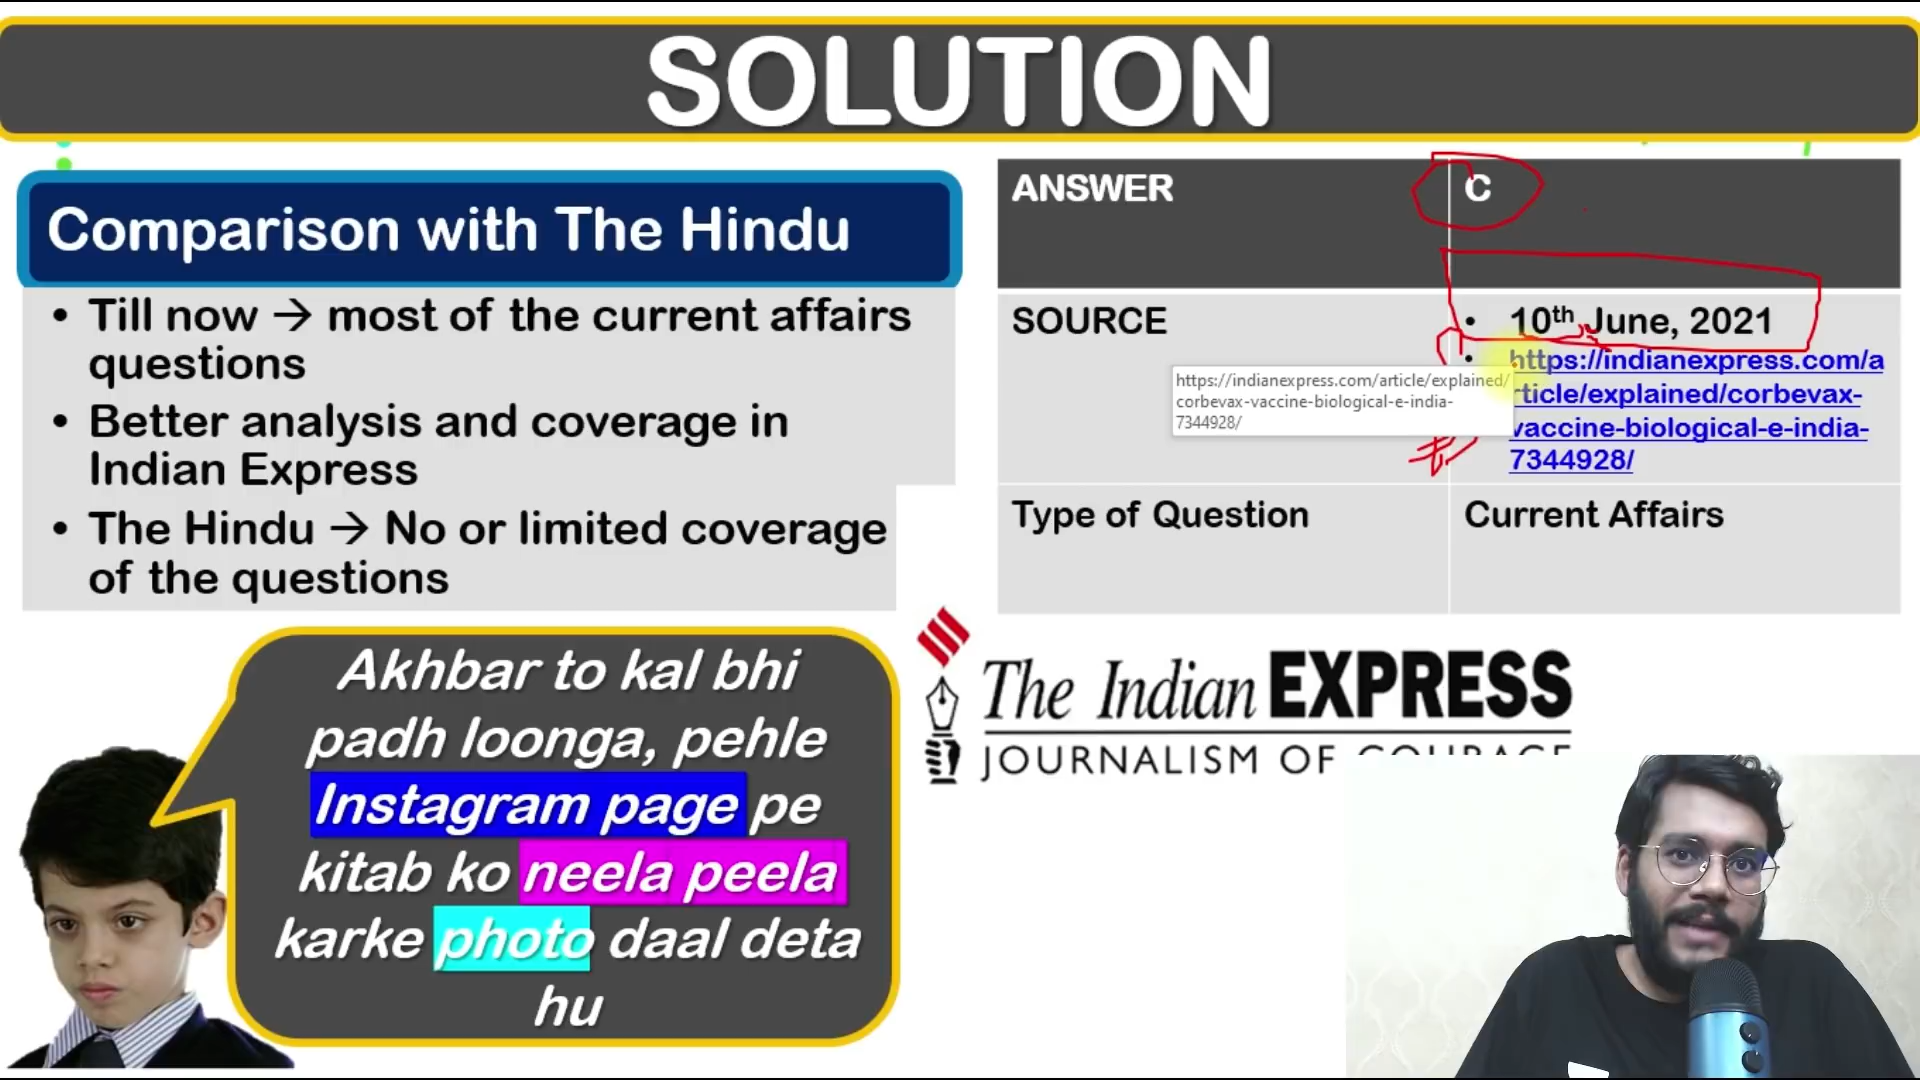 SOLUTION
Comparison with The Hindu
• Till now → most of the current affairs
questions
• Better analysis and coverage in
Indian Express
• The Hindu → No or limited coverage
of the questions
ANSWER
C
SOURCE
• 10th June, 2021
• https://indianexpress.com/a
rticle/explained/corbevax-
vaccine-biological-e-india-
7344928/
https://indianexpress.com/article/explained/
corbevax-vaccine-biological-e-india-
7344928/
Type of Question
Current Affairs
Akhbar to kal bhi
padh loonga, pehle
Instagram page pe
kitab ko neela peela
karke photo daal deta
hu
The Indian EXPRESS
JOURNALISM OF COURAGE